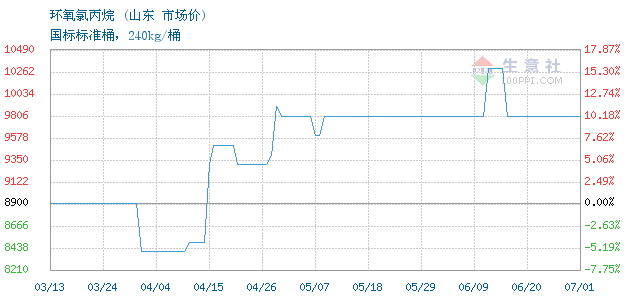 环氧氯丙烷 (山东 市场价)
国标标准桶, 240kg/桶
10490 17.87%
10262 15.30%
10034 12.74%
9806 10.18%
9578 7.62%
9350 5.06%
9122 2.49%
8900 0.00%
8666 -2.63%
8438 -5.19%
8210 -7.75%
生意社
100PPI.COM
03/13 03/24 04/04 04/15 04/26 05/07 05/18 05/29 06/09 06/20 07/01